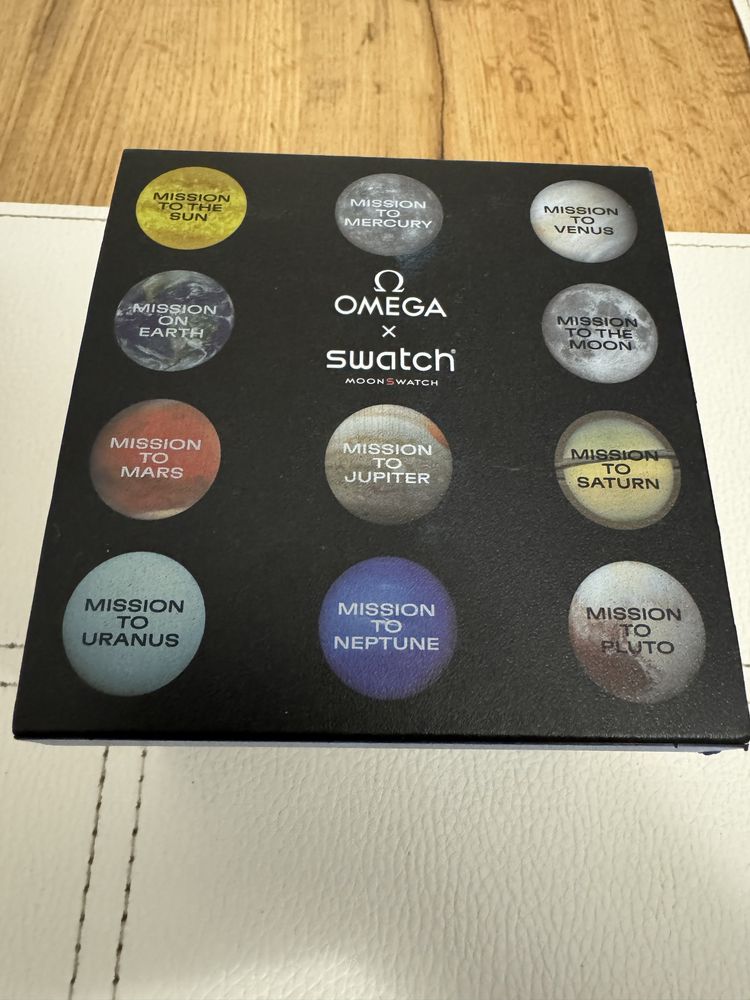 MISSION
TO THE
SUN
MISSION
TO
MERCURY
MISSION
TO
VENUS
MISSION
ON
EARTH
Ω
OMEGA
×
swatch®
MOONSWATCH
MISSION
TO THE
MOON
MISSION
TO
MARS
MISSION
TO
JUPITER
MISSION
TO
SATURN
MISSION
TO
URANUS
MISSION
TO
NEPTUNE
MISSION
TO
PLUTO